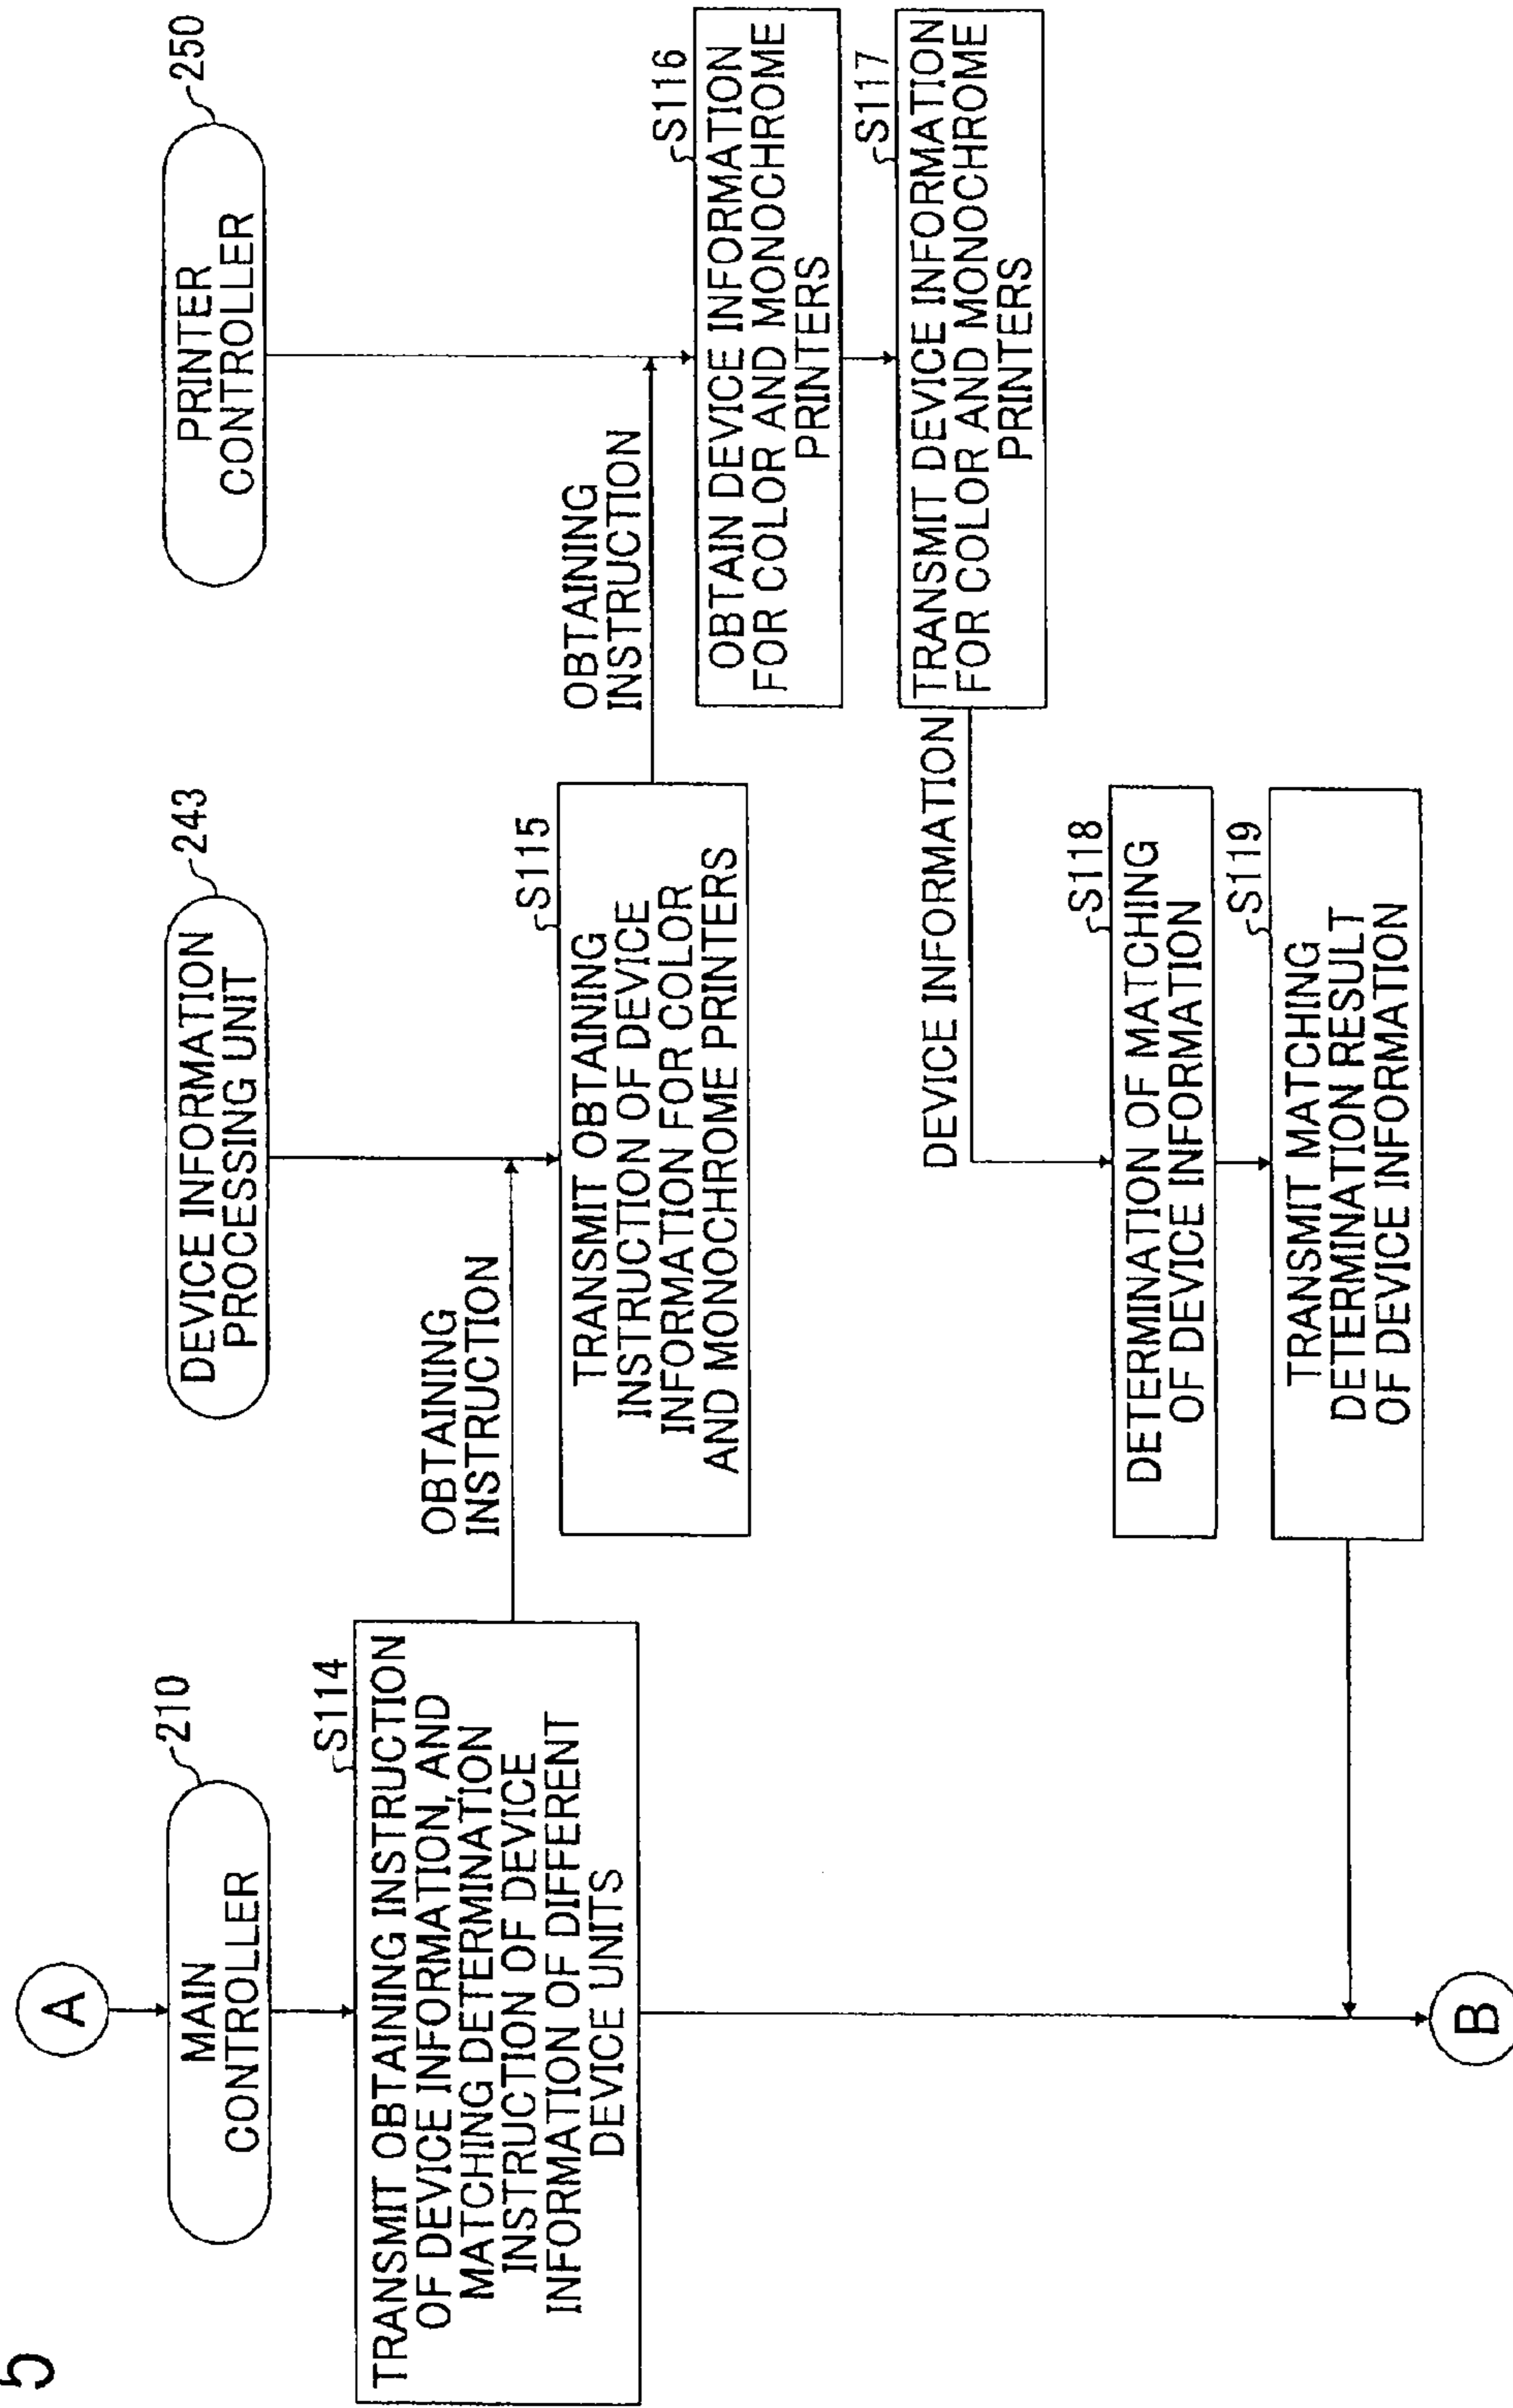 5
A
MAIN
CONTROLLER
210
S114
TRANSMIT OBTAINING INSTRUCTION
OF DEVICE INFORMATION, AND
MATCHING DETERMINATION
INSTRUCTION OF DEVICE
INFORMATION OF DIFFERENT
DEVICE UNITS
OBTAINING
INSTRUCTION
DEVICE INFORMATION
PROCESSING UNIT
243
S115
TRANSMIT OBTAINING
INSTRUCTION OF DEVICE
INFORMATION FOR COLOR
AND MONOCHROME PRINTERS
OBTAINING
INSTRUCTION
PRINTER
CONTROLLER
250
S116
OBTAIN DEVICE INFORMATION
FOR COLOR AND MONOCHROME
PRINTERS
S117
TRANSMIT DEVICE INFORMATION
FOR COLOR AND MONOCHROME
PRINTERS
DEVICE INFORMATION
S118
DETERMINATION OF MATCHING
OF DEVICE INFORMATION
S119
TRANSMIT MATCHING
DETERMINATION RESULT
OF DEVICE INFORMATION
B